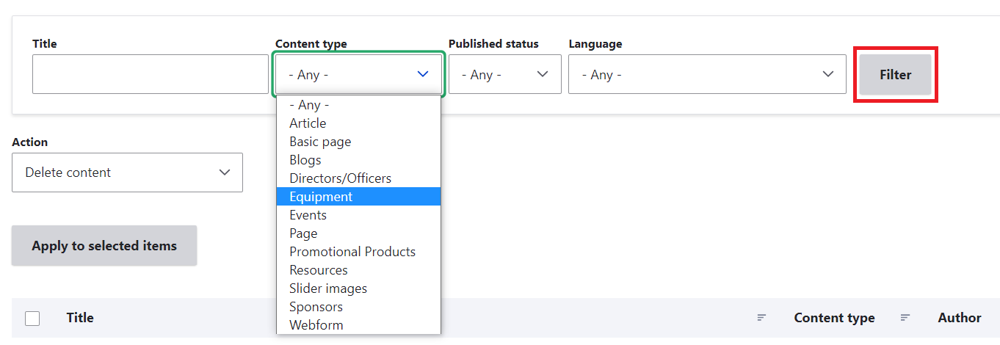 Title Content type Published status Language
- Any - - Any - - Any - Filter
- Any -
Article
Basic page
Blogs
Directors/Officers
Equipment
Events
Page
Promotional Products
Resources
Slider images
Sponsors
Webform
Action
Delete content
Apply to selected items
Title Content type Author